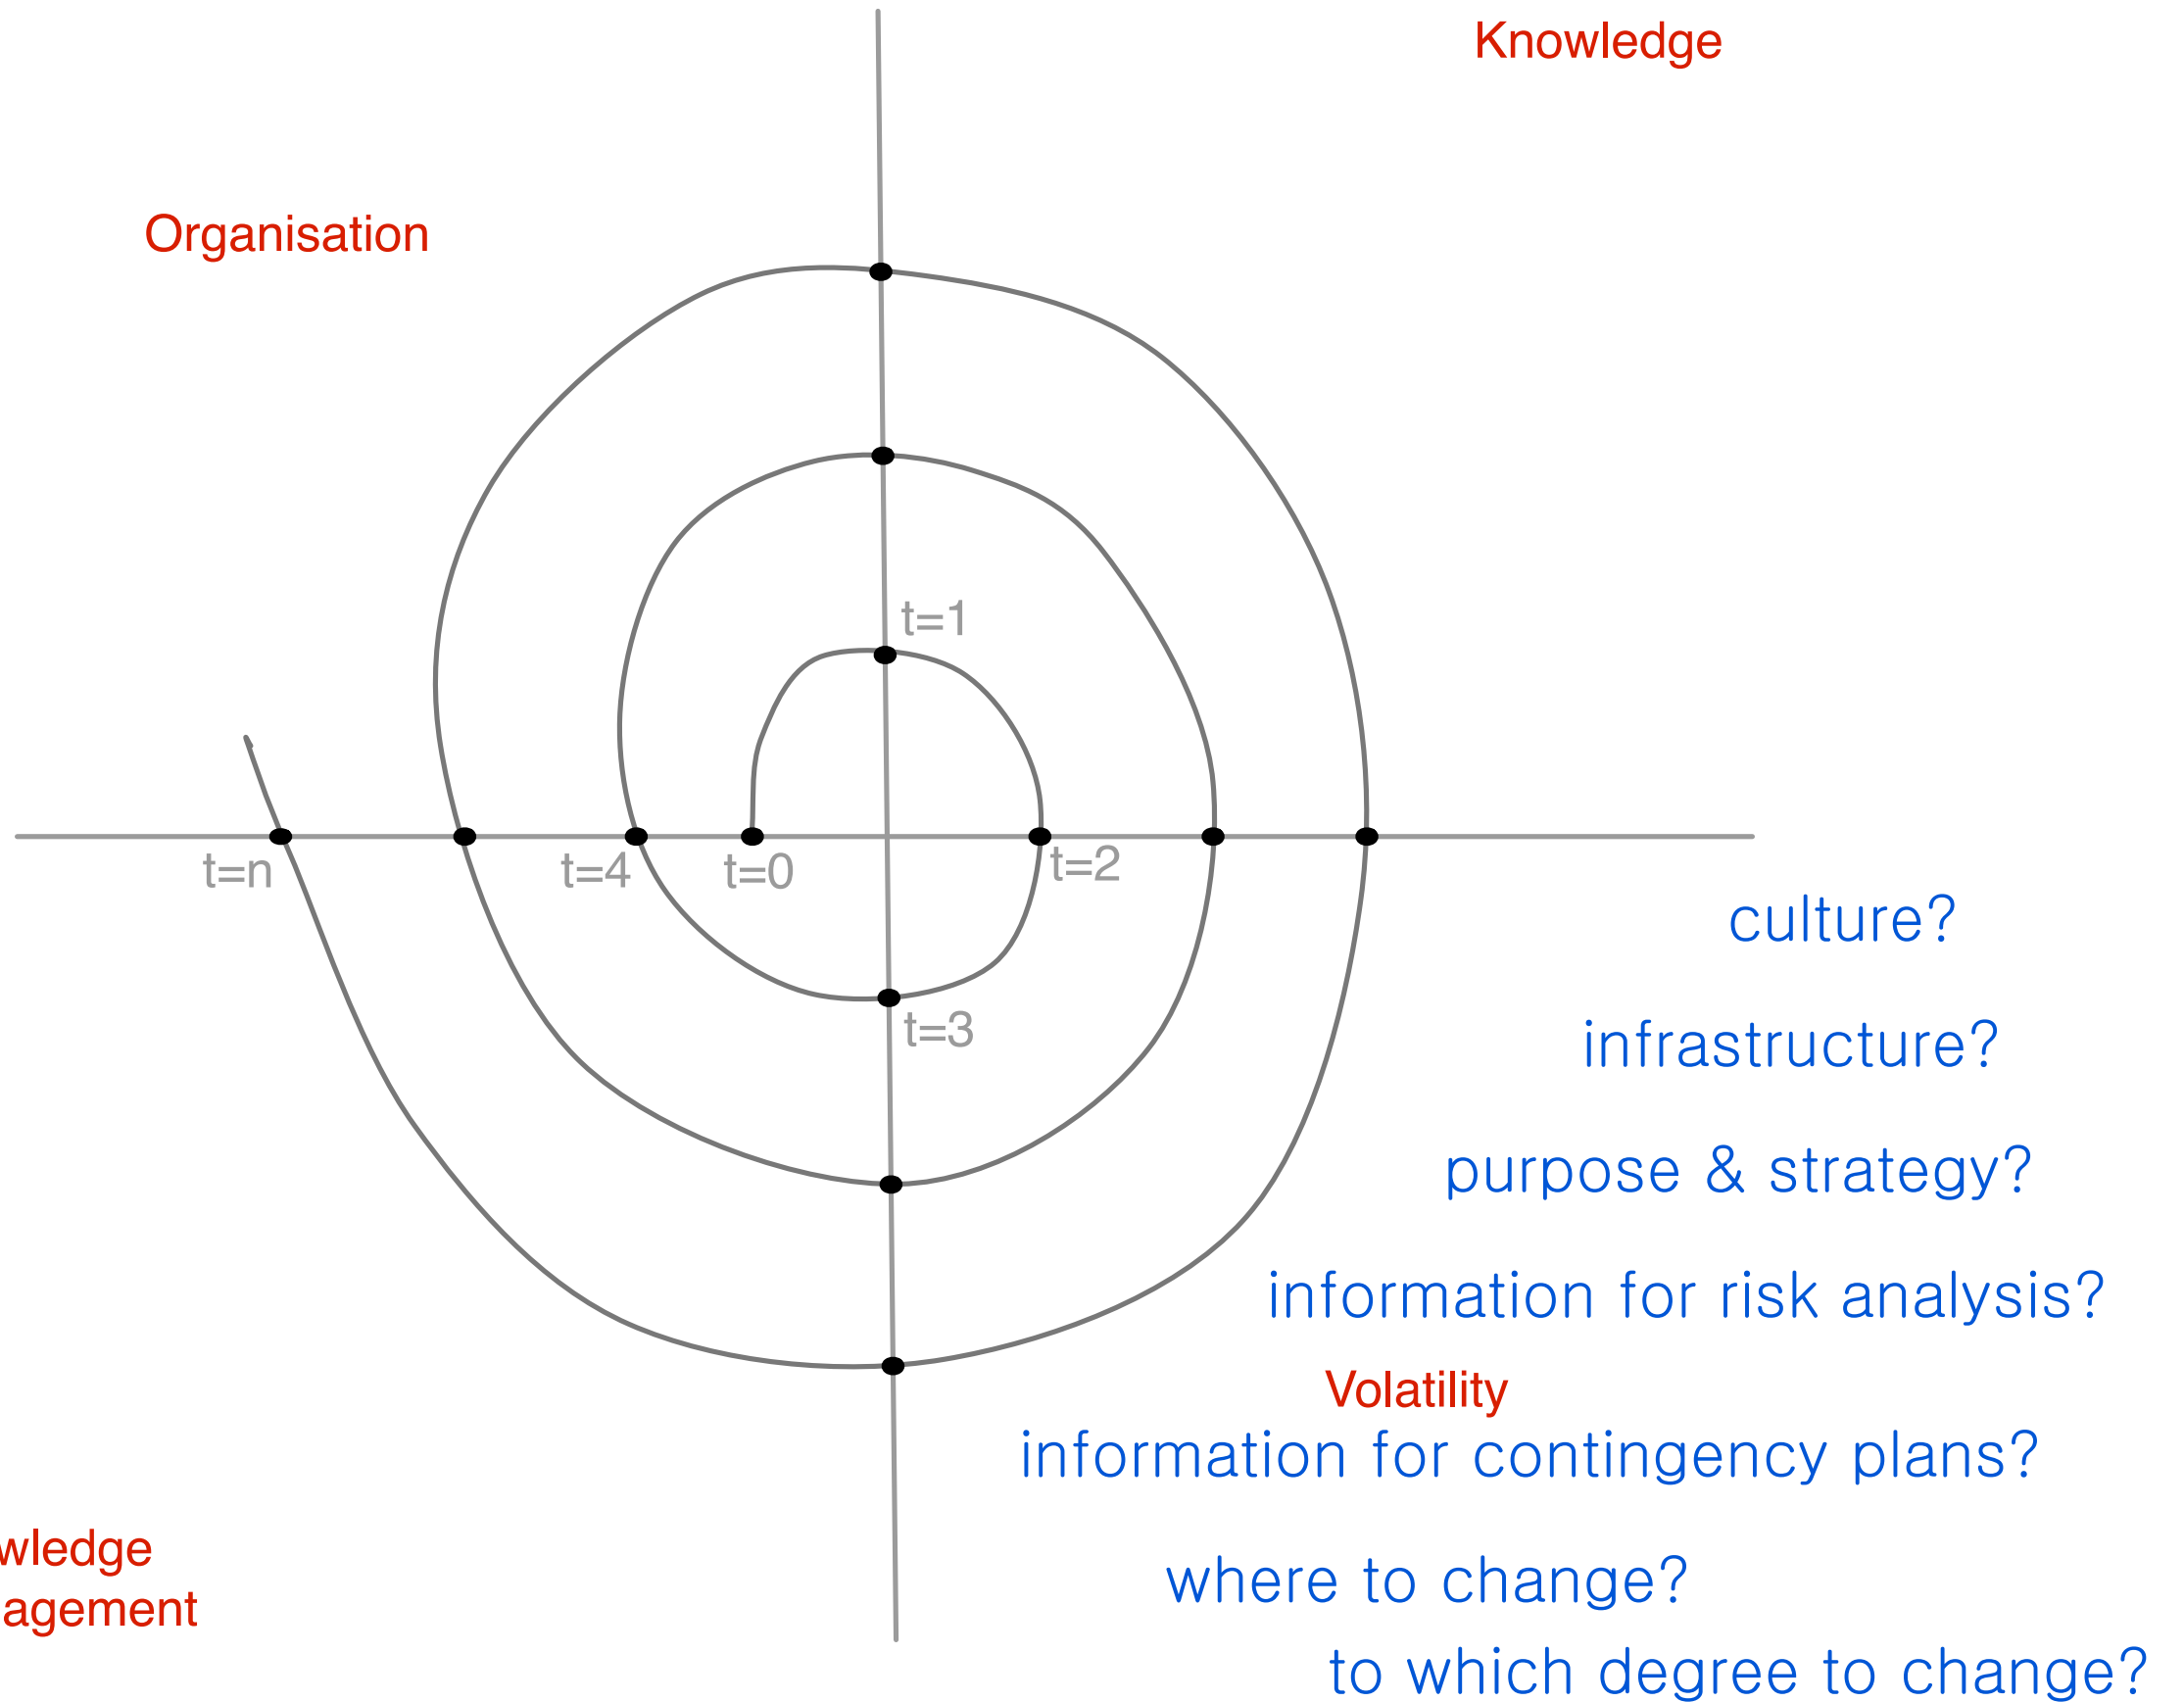 Knowledge
Organisation
t=1
t=n
t=4
t=0
t=2
culture?
t=3
infrastructure?
purpose & strategy?
information for risk analysis?
Volatility
information for contingency plans?
wledge
agement
where to change?
to which degree to change?